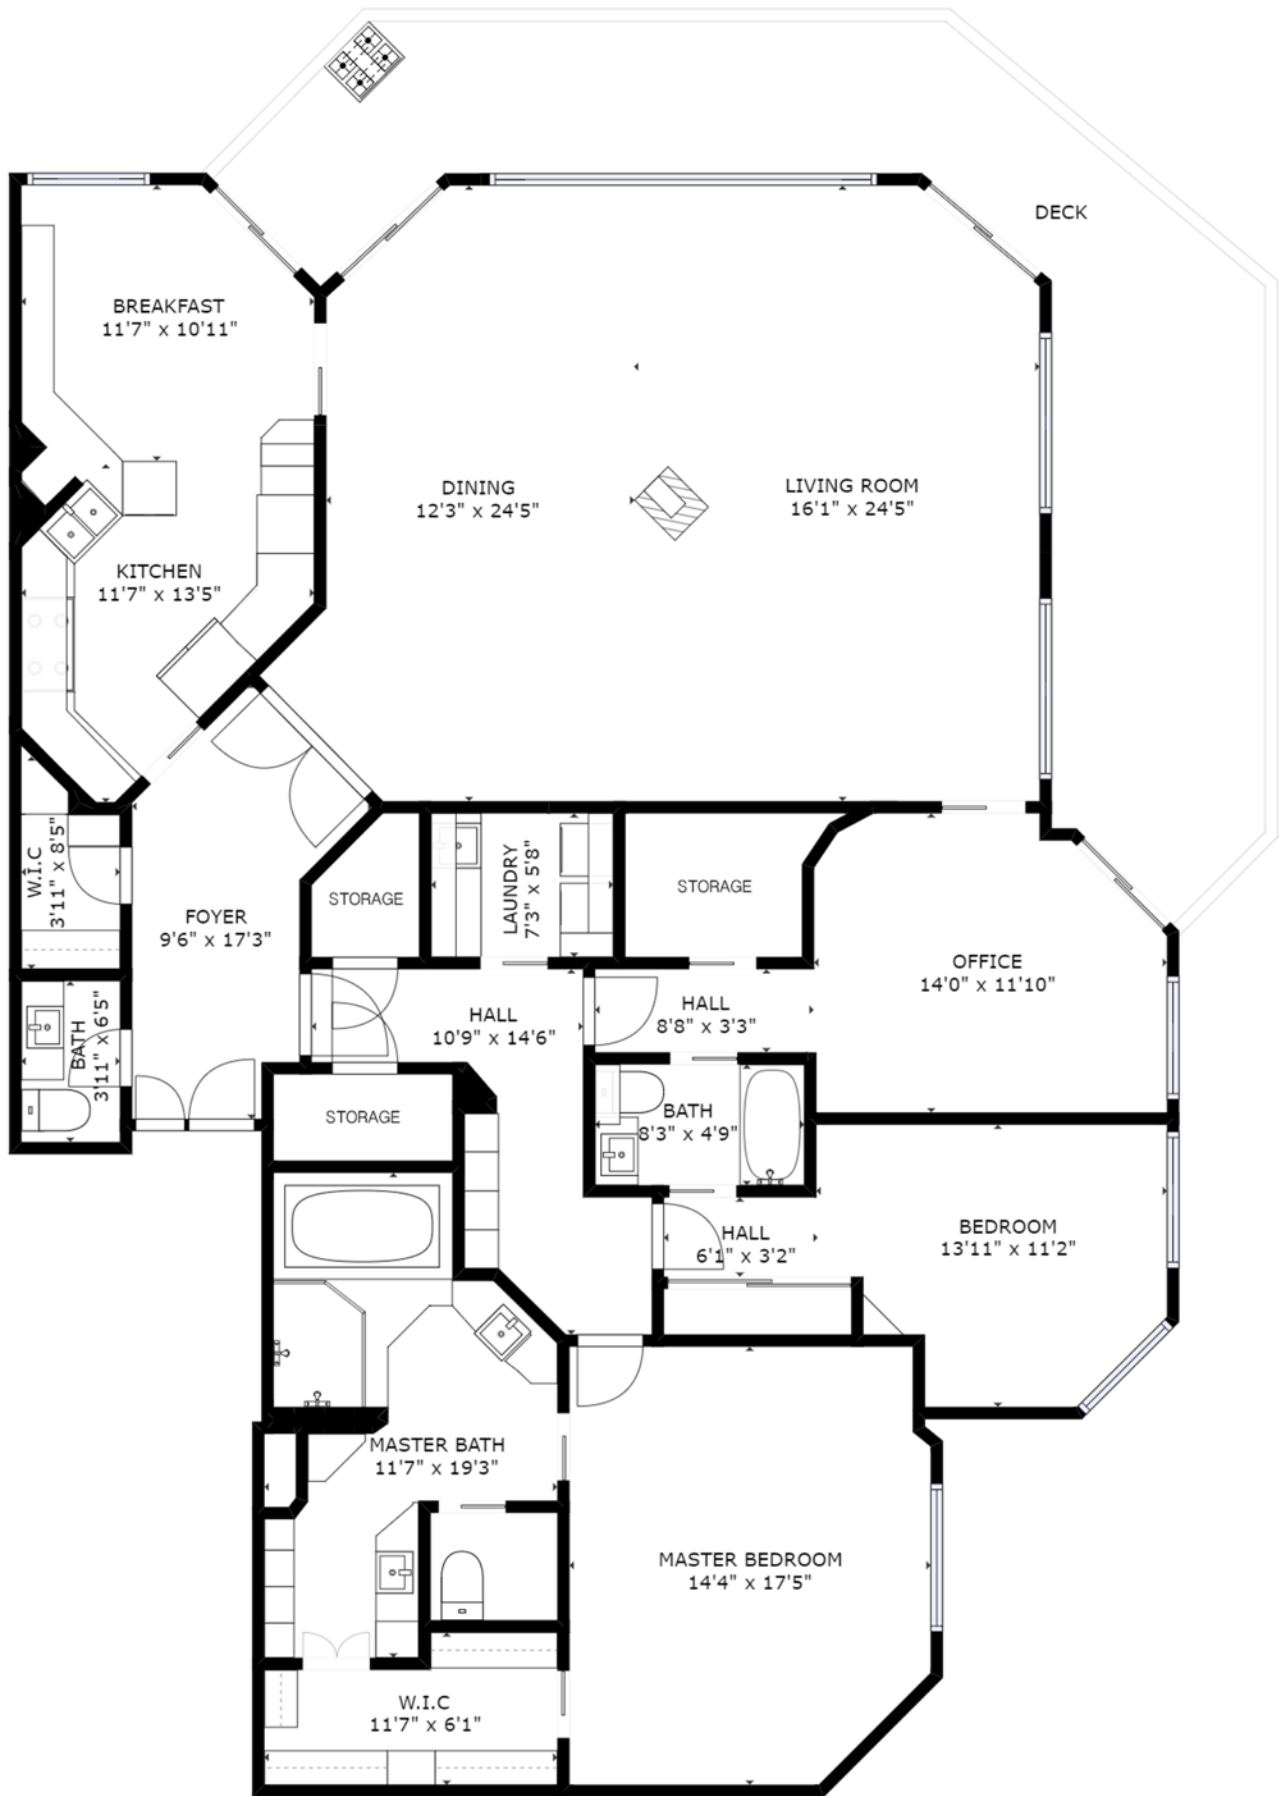 DECK
BREAKFAST
11'7" x 10'11"
DINING
12'3" x 24'5"
LIVING ROOM
16'1" x 24'5"
KITCHEN
11'7" x 13'5"
W.I.C
3'11" x 8'5"
FOYER
9'6" x 17'3"
STORAGE
LAUNDRY
7'3" x 5'8"
STORAGE
OFFICE
14'0" x 11'10"
BATH
3'11" x 6'5"
HALL
10'9" x 14'6"
HALL
8'8" x 3'3"
STORAGE
BATH
8'3" x 4'9"
HALL
6'1" x 3'2"
BEDROOM
13'11" x 11'2"
MASTER BATH
11'7" x 19'3"
MASTER BEDROOM
14'4" x 17'5"
W.I.C
11'7" x 6'1"